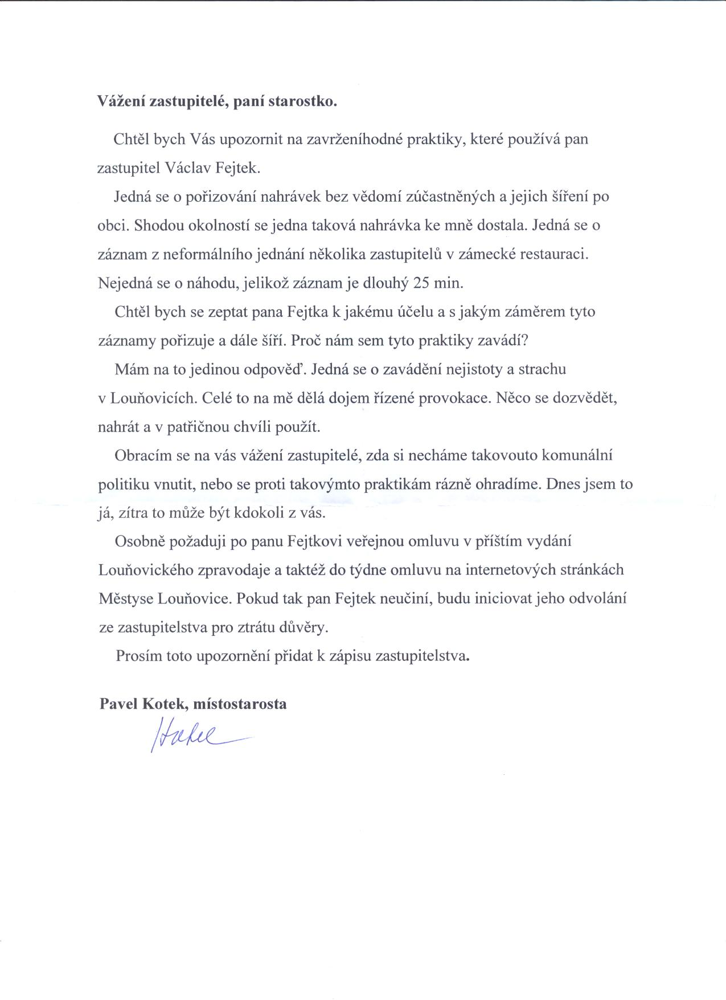 Vážení zastupitelé, paní starostko.
Chtěl bych Vás upozornit na zavrženíhodné praktiky, které používá pan
zastupitel Václav Fejtek.
Jedná se o pořizování nahrávek bez vědomí zúčastněných a jejich šíření po
obci. Shodou okolností se jedna taková nahrávka ke mně dostala. Jedná se o
záznam z neformálního jednání několika zastupitelů v zámecké restauraci.
Nejedná se o náhodu, jelikož záznam je dlouhý 25 min.
Chtěl bych se zeptat pana Fejtka k jakému účelu a s jakým záměrem tyto
záznamy pořizuje a dále šíří. Proč nám sem tyto praktiky zavádí?
Mám na to jedinou odpověď. Jedná se o zavádění nejistoty a strachu
v Louňovicích. Celé to na mě dělá dojem řízené provokace. Něco se dozvědět,
nahrát a v patřičnou chvíli použít.
Obracím se na vás vážení zastupitelé, zda si necháme takovouto komunální
politiku vnutit, nebo se proti takovýmto praktikám rázně ohradíme. Dnes jsem to
já, zítra to může být kdokoli z vás.
Osobně požaduji po panu Fejtkovi veřejnou omluvu v příštím vydání
Louňovického zpravodaje a taktéž do týdne omluvu na internetových stránkách
Městyse Louňovice. Pokud tak pan Fejtek neučiní, budu iniciovat jeho odvolání
ze zastupitelstva pro ztrátu důvěry.
Prosím toto upozornění přidat k zápisu zastupitelstva.
Pavel Kotek, místostarosta